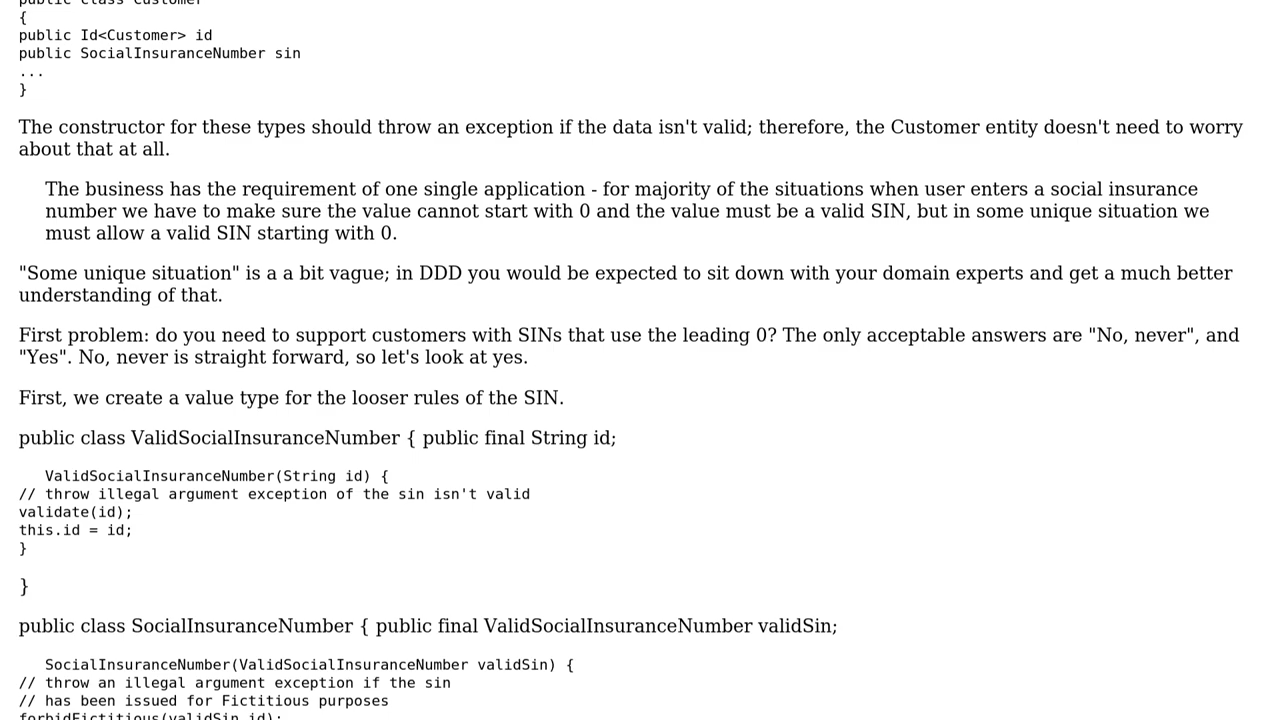 public class Customer
{
public Id<Customer> id
public SocialInsuranceNumber sin
...
}
The constructor for these types should throw an exception if the data isn't valid; therefore, the Customer entity doesn't need to worry
about that at all.
The business has the requirement of one single application - for majority of the situations when user enters a social insurance
number we have to make sure the value cannot start with 0 and the value must be a valid SIN, but in some unique situation we
must allow a valid SIN starting with 0.
"Some unique situation" is a a bit vague; in DDD you would be expected to sit down with your domain experts and get a much better
understanding of that.
First problem: do you need to support customers with SINs that use the leading 0? The only acceptable answers are "No, never", and
"Yes". No, never is straight forward, so let's look at yes.
First, we create a value type for the looser rules of the SIN.
public class ValidSocialInsuranceNumber { public final String id;
ValidSocialInsuranceNumber(String id) {
// throw illegal argument exception of the sin isn't valid
validate(id);
this.id = id;
}
}
public class SocialInsuranceNumber { public final ValidSocialInsuranceNumber validSin;
SocialInsuranceNumber(ValidSocialInsuranceNumber validSin) {
// throw an illegal argument exception if the sin
// has been issued for Fictitious purposes
forbidFictitious(validSin.id);